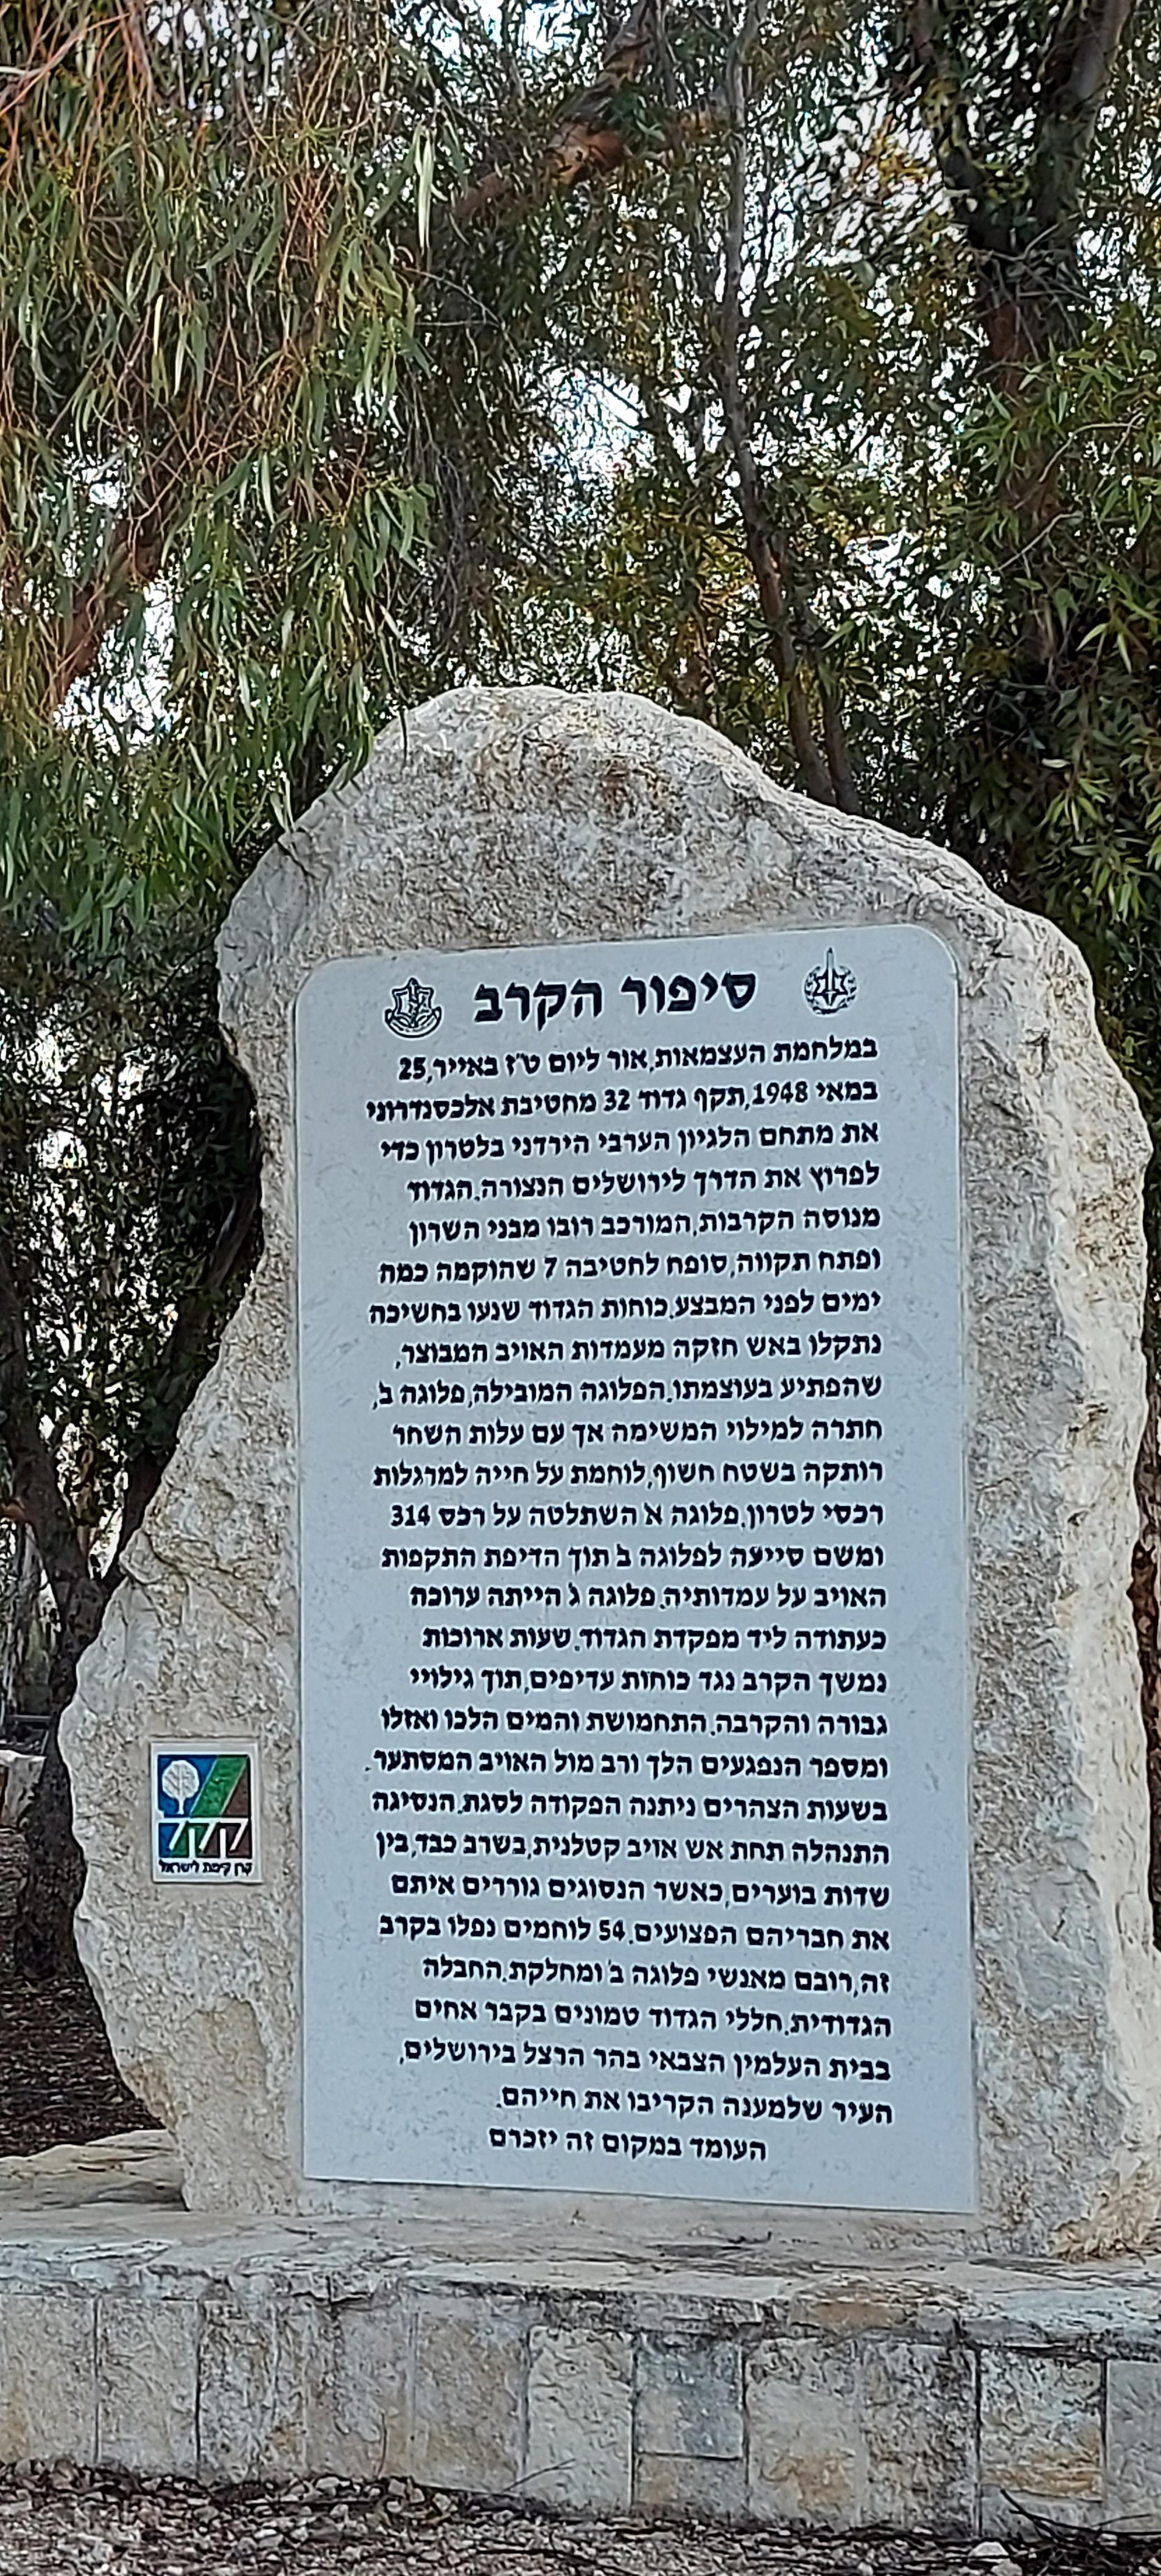 סיפור הקרב
במלחמת העצמאות,אור ליום ט"ז באייר,25
במאי 1948,תקף גדוד 32 מחטיבת אלכסנדרוני
את מתחם הלגיון הערבי הירדני בלטרון כדי
לפרוץ את הדרך לירושלים הנצורה.הגדוד
מנוסה הקרבות,המורכב רובו מבני השרון
ופתח תקווה,סופח לחטיבה 7 שהוקמה כמה
ימים לפני המבצע.כוחות הגדוד שנעו בחשיכה
נתקלו באש חזקה מעמדות האויב המבוצר,
שהפתיע בעוצמתו.הפלוגה המובילה,פלוגה ב',
חתרה למילוי המשימה אך עם עלות השחר
רותקה בשטח חשוף,לוחמת על חייה למרגלות
רכסי לטרון.פלוגה א' השתלטה על רכס 314
ומשם סייעה לפלוגה ב' תוך הדיפת התקפות
האויב על עמדותיה.פלוגה ג' הייתה ערוכה
כעתודה ליד מפקדת הגדוד.שעות ארוכות
נמשך הקרב נגד כוחות עדיפים,תוך גילויי
גבורה והקרבה.התחמושת והמים הלכו ואזלו
ומספר הנפגעים הלך ורב מול האויב המסתער.
בשעות הצהרים ניתנה הפקודה לסגת.הנסיגה
התנהלה תחת אש אויב קטלנית,בשרב כבד,בין
שדות בוערים,כאשר הנסוגים גוררים איתם
את חבריהם הפצועים.54 לוחמים נפלו בקרב
זה,רובם מאנשי פלוגה ב' ומחלקת.החבלה
הגדודית.חללי הגדוד טמונים בקבר אחים
בבית העלמין הצבאי בהר הרצל בירושלים,
העיר שלמענה הקריבו את חייהם.
העומד במקום זה יזכרם
קקל
קרן קימת לישראל